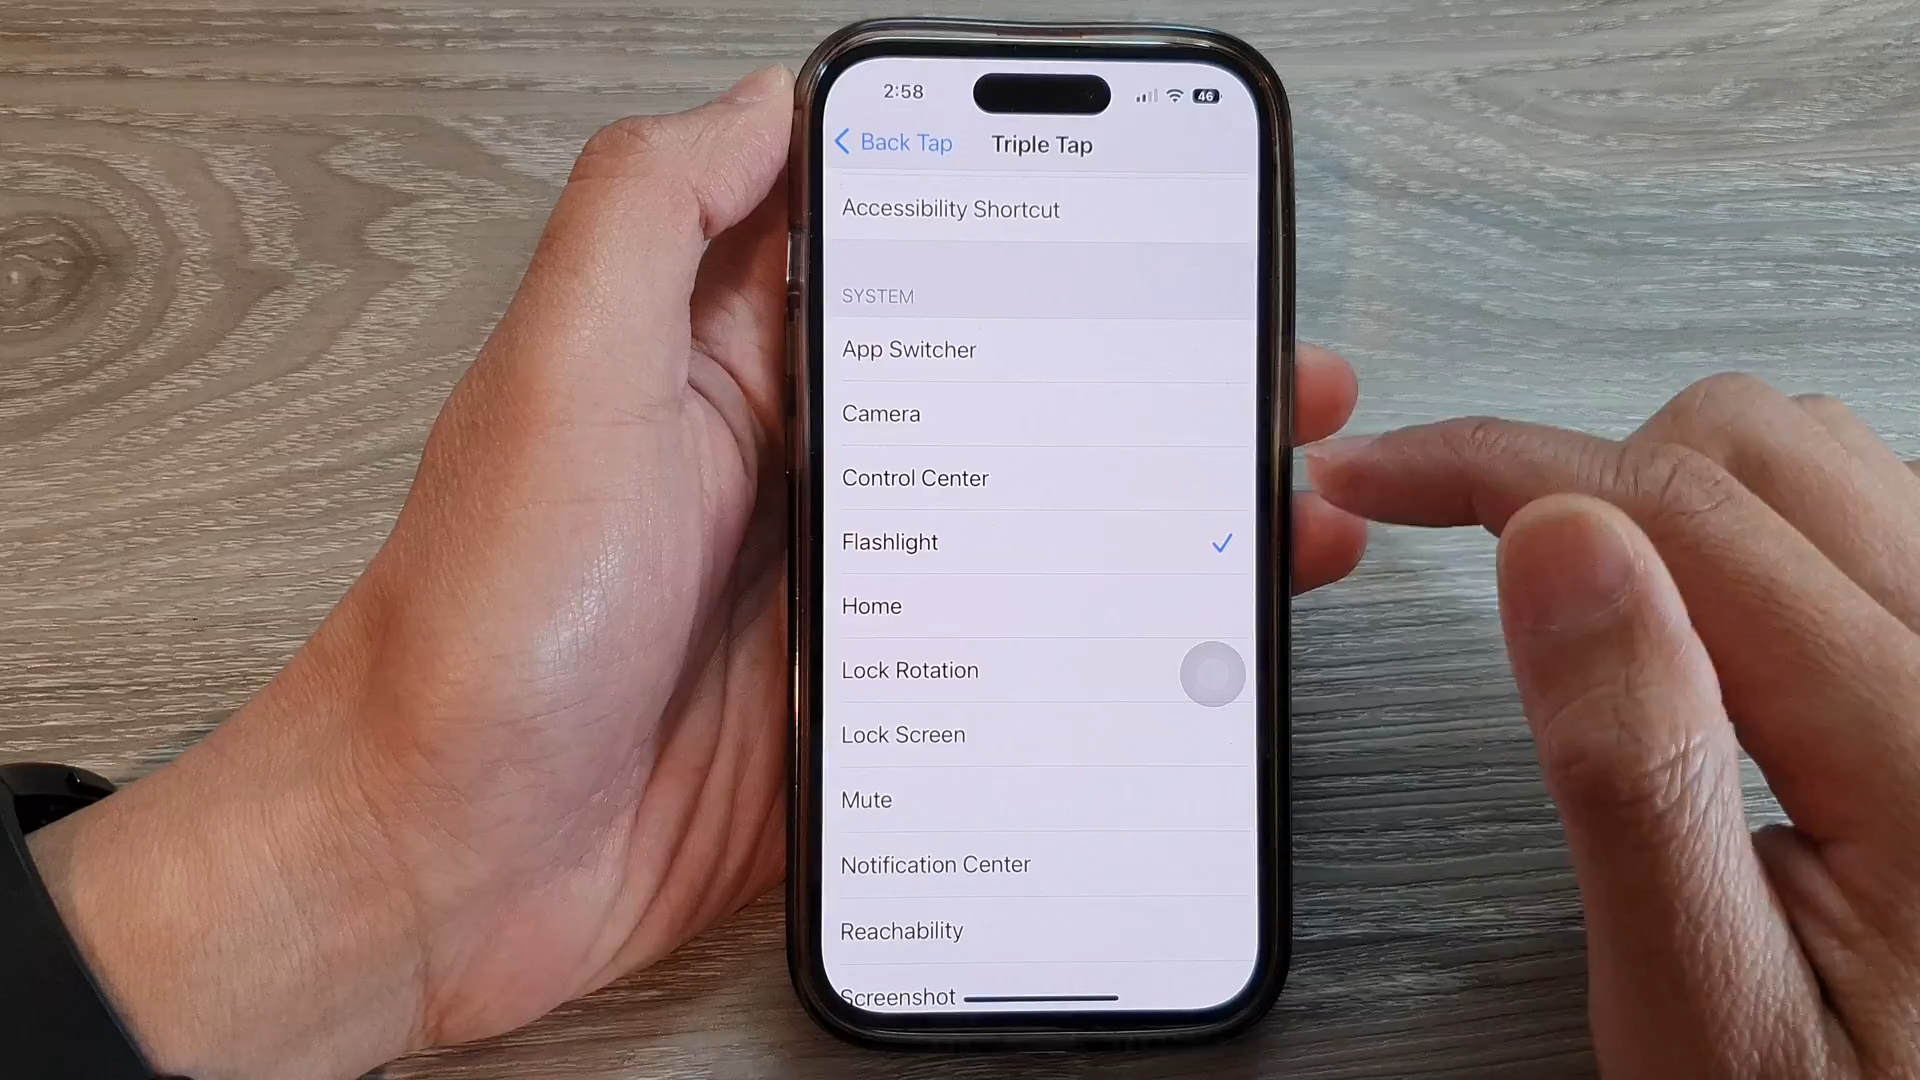 2:58
46
Back Tap
Triple Tap
Accessibility Shortcut
SYSTEM
App Switcher
Camera
Control Center
Flashlight
Home
Lock Rotation
Lock Screen
Mute
Notification Center
Reachability
Screenshot